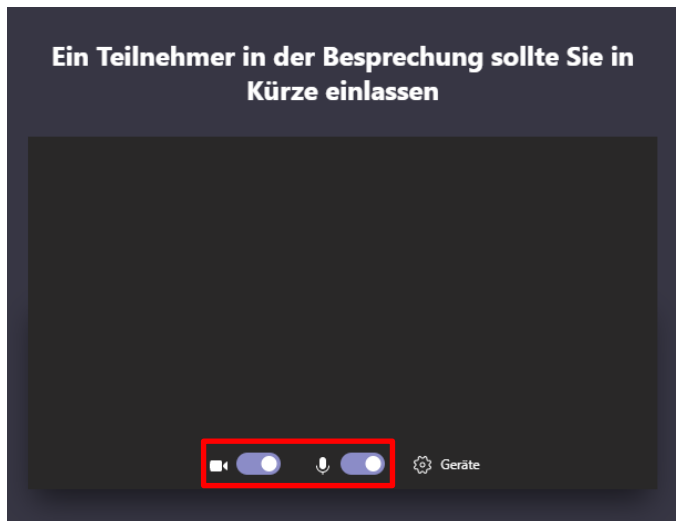 Ein Teilnehmer in der Besprechung sollte Sie in
Kürze einlassen
Geräte